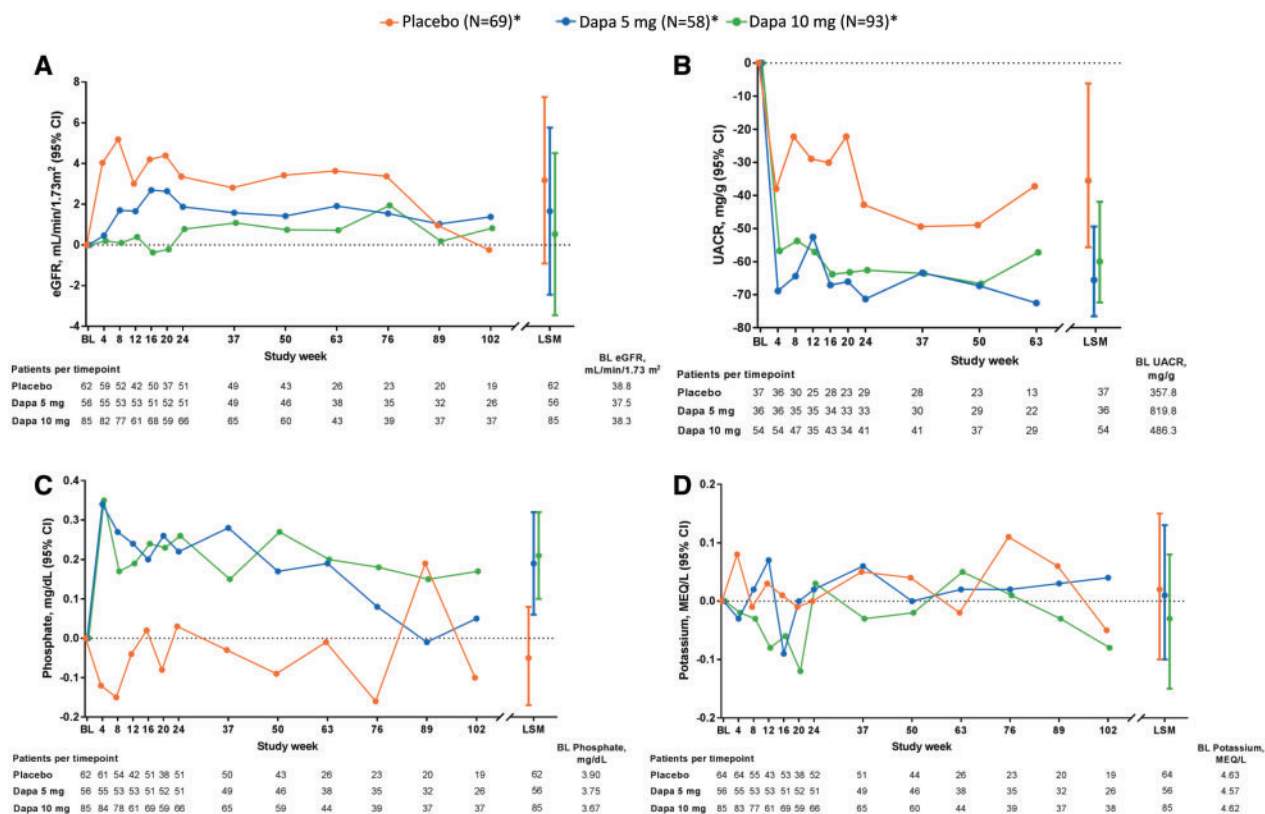 Placebo (N=69)* Dapa 5 mg (N=58)* Dapa 10 mg (N=93)*
A
eGFR, mL/min/1.73m² (95% CI)
8
6
4
2
0
-2
-4
BL 4 8 12 16 20 24 37 50 63 76 89 102 LSM
Study week
BL eGFR,
mL/min/1.73 m²
Patients per timepoint
Placebo 62 59 52 42 50 37 51 49 43 26 23 20 19 62 38.8
Dapa 5 mg 56 55 53 53 51 52 51 49 46 38 35 32 26 56 37.5
Dapa 10 mg 85 82 77 61 68 59 66 65 60 43 39 37 37 85 38.3
B
UACR, mg/g (95% CI)
0
-10
-20
-30
-40
-50
-60
-70
-80
BL 4 8 12 16 20 24 37 50 63 LSM
Study week
BL UACR,
mg/g
Patients per timepoint
Placebo 37 36 30 25 28 23 29 28 23 13 37 357.8
Dapa 5 mg 36 36 35 35 34 33 33 30 29 22 36 819.8
Dapa 10 mg 54 54 47 35 43 34 41 41 37 29 54 486.3
C
Phosphate, mg/dL (95% CI)
0.4
0.3
0.2
0.1
0.0
-0.1
-0.2
BL 4 8 12 16 20 24 37 50 63 76 89 102 LSM
Study week
BL Phosphate,
mg/dL
Patients per timepoint
Placebo 62 61 54 42 51 38 51 50 43 26 23 20 19 62 3.90
Dapa 5 mg 56 55 53 53 51 52 51 49 46 38 35 32 26 56 3.75
Dapa 10 mg 85 84 78 61 69 59 66 65 59 44 39 37 37 85 3.67
D
Potassium, MEQ/L (95% CI)
0.2
0.1
0.0
-0.1
-0.2
BL 4 8 12 16 20 24 37 50 63 76 89 102 LSM
Study week
BL Potassium,
MEQ/L
Patients per timepoint
Placebo 64 64 55 43 53 38 52 51 44 26 23 20 19 64 4.63
Dapa 5 mg 56 55 53 53 51 52 51 49 46 38 35 32 26 56 4.57
Dapa 10 mg 85 83 77 61 69 59 66 65 60 44 39 37 38 85 4.62